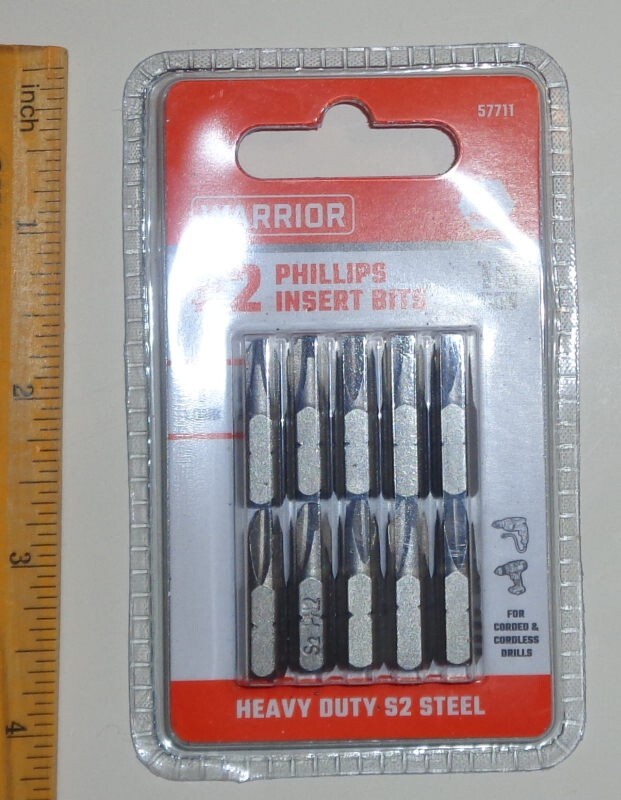 inch
1
2
3
4
57711
WARRIOR
#2 PHILLIPS
INSERT BITS
S2 PH2
FOR
CORDED &
CORDLESS
DRILLS
HEAVY DUTY S2 STEEL